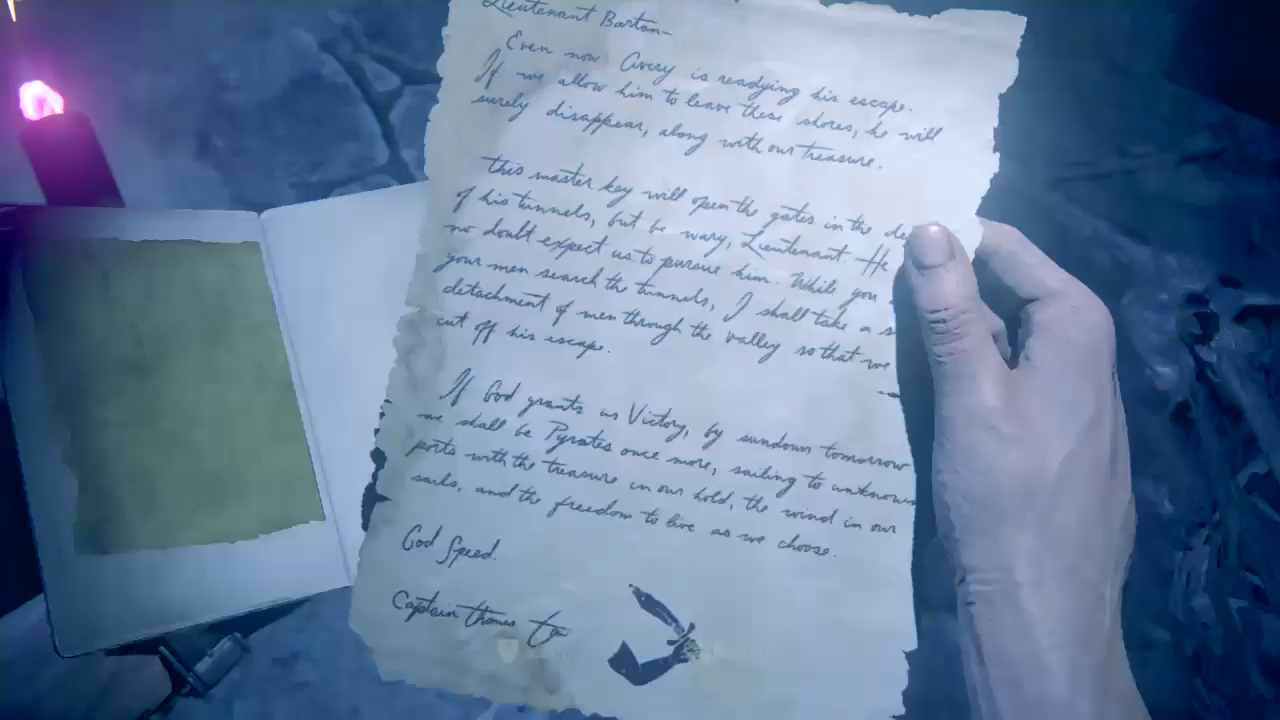 Lieutenant Barton-
Even now Avery is readying his escape.
If we allow him to leave these shores, he will
surely disappear, along with our treasure.
This master key will open the gates in the de
of his tunnels, but be wary, Lieutenant. He
no doubt expect us to pursue him. While you
your men search the tunnels, I shall take a s
detachment of men through the valley so that we
cut off his escape.
If God grants us Victory, by sundown tomorrow
we shall be Pyrates once more, sailing to unknown
ports with the treasure in our hold, the wind in our
sails, and the freedom to live as we choose.
God Speed.
Captain Thomas